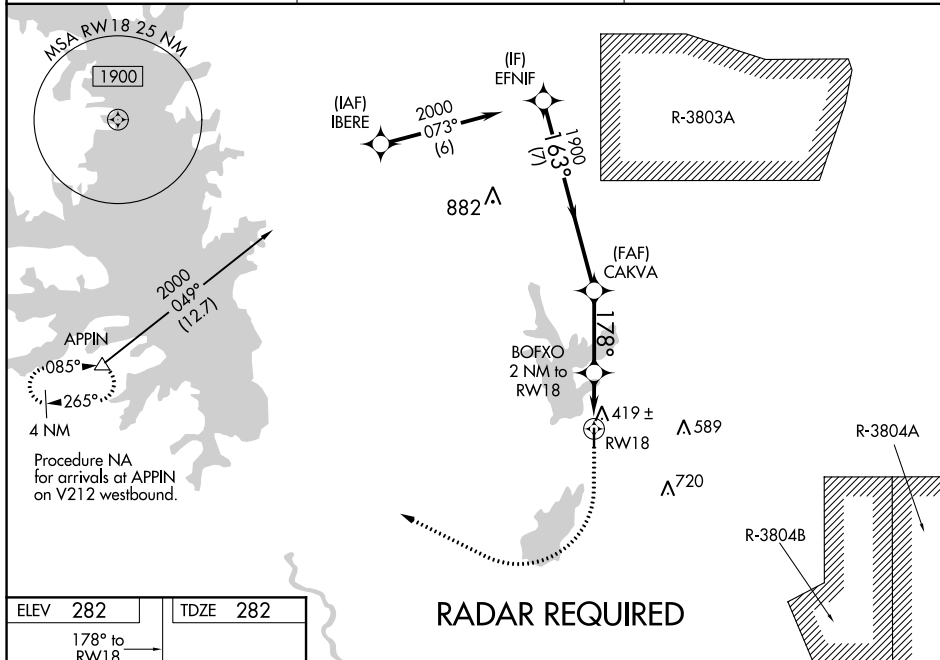 MSA RW18 25 NM
1900
(IAF)
IBERE
2000
073°
(6)
(IF)
EFNIF
1900
163°
(7)
R-3803A
882
(FAF)
CAKVA
178°
2000
049°
(12.7)
APPIN
085°
265°
4 NM
Procedure NA
for arrivals at APPIN
on V212 westbound.
BOFXO
2 NM to
RW18
419 ±
RW18
589
720
R-3804A
R-3804B
RADAR REQUIRED
ELEV 282
TDZE 282
178° to
RW18